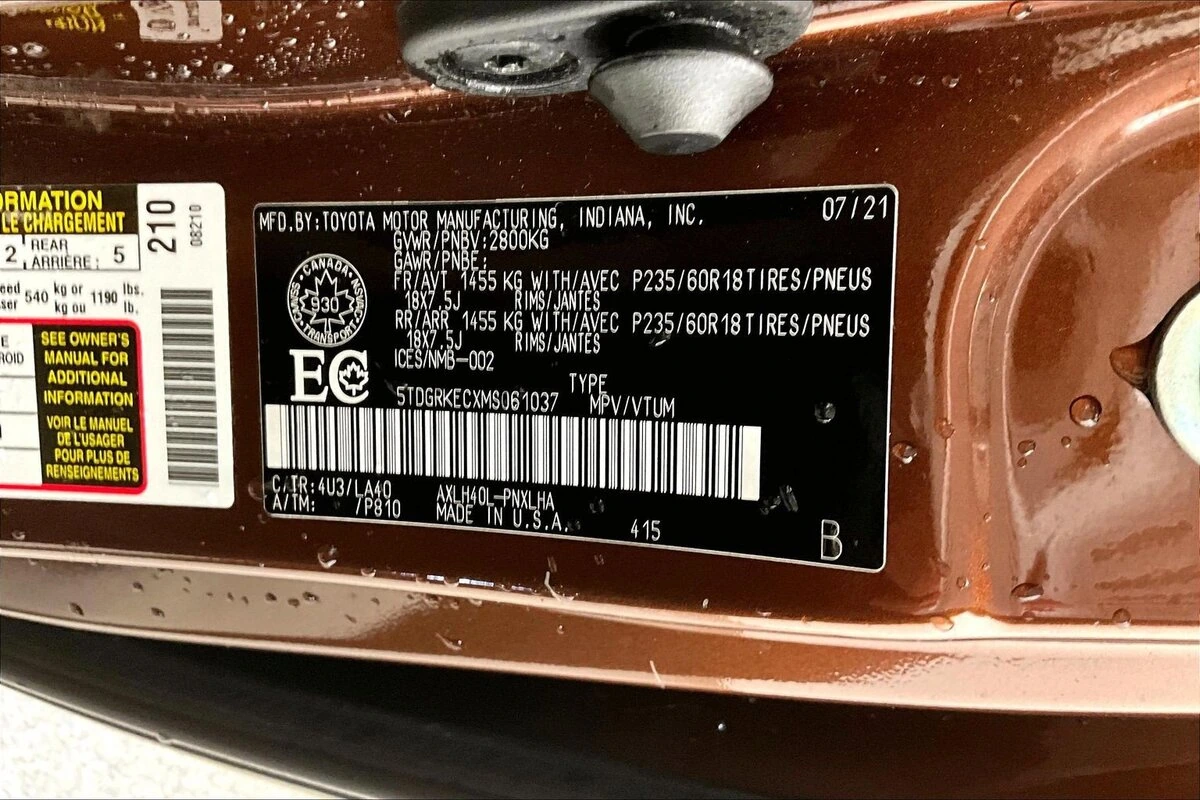 ORMATION
LE CHARGEMENT
2 REAR ARRIÈRE : 5
540 kg or kg ou 1190 lbs. lb.
SEE OWNER'S
MANUAL FOR
ADDITIONAL
INFORMATION
VOIR LE MANUEL
DE L'USAGER
POUR PLUS DE
RENSEIGNEMENTS
210
08210
MFD.BY:TOYOTA MOTOR MANUFACTURING, INDIANA, INC. 07/21
GVWR/PNBV:2800KG
GAWR/PNBE:
FR/AVT 1455 KG WITH/AVEC P235/60R18TIRES/PNEUS
18X7.5J RIMS/JANTES
RR/ARR 1455 KG WITH/AVEC P235/60R18TIRES/PNEUS
18X7.5J RIMS/JANTES
ICES/NMB-002
CANADA
930
TRANSPORT
CMVSS NSVAC
EC
TYPE
5TDGRKECXMS061037 MPV/VTUM
C/TR:4U3/LA40 AXLH40L-PNXLHA
A/TM: /P810 MADE IN U.S.A. 415
B